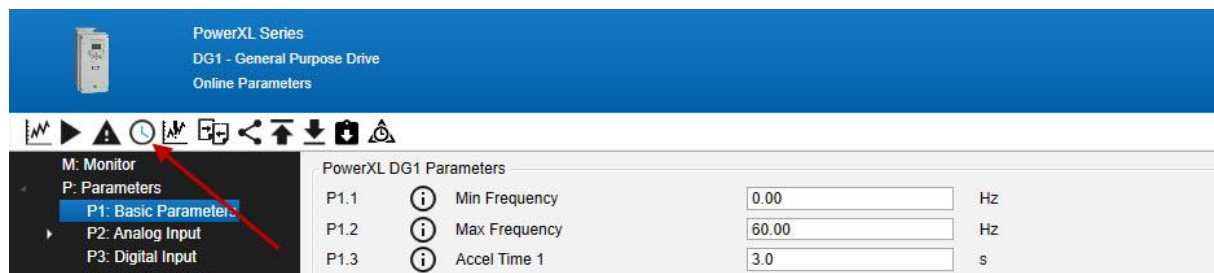 PowerXL Series
DG1 - General Purpose Drive
Online Parameters
M: Monitor
P: Parameters
P1: Basic Parameters
P2: Analog Input
P3: Digital Input
PowerXL DG1 Parameters
P1.1 Min Frequency 0.00 Hz
P1.2 Max Frequency 60.00 Hz
P1.3 Accel Time 1 3.0 s